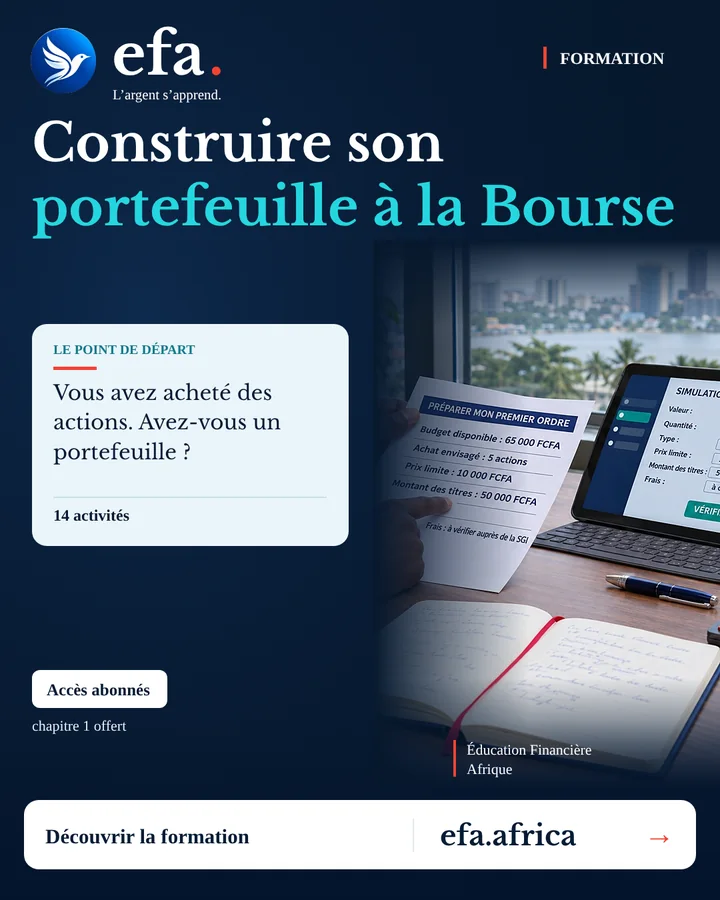 efa.
L’argent s’apprend.
FORMATION
Construire son
portefeuille à la Bourse
LE POINT DE DÉPART
Vous avez acheté des
actions. Avez-vous un
portefeuille ?
14 activités
PRÉPARER MON PREMIER ORDRE
Budget disponible : 65 000 FCFA
Achat envisagé : 5 actions
Prix limite : 10 000 FCFA
Montant des titres : 50 000 FCFA
Frais : à vérifier auprès de la SGI
Valeur :
Quantité :
Type :
Prix limite :
Montant des titres :
Frais :
Accès abonnés
chapitre 1 offert
Éducation Financière
Afrique
Découvrir la formation
efa.africa